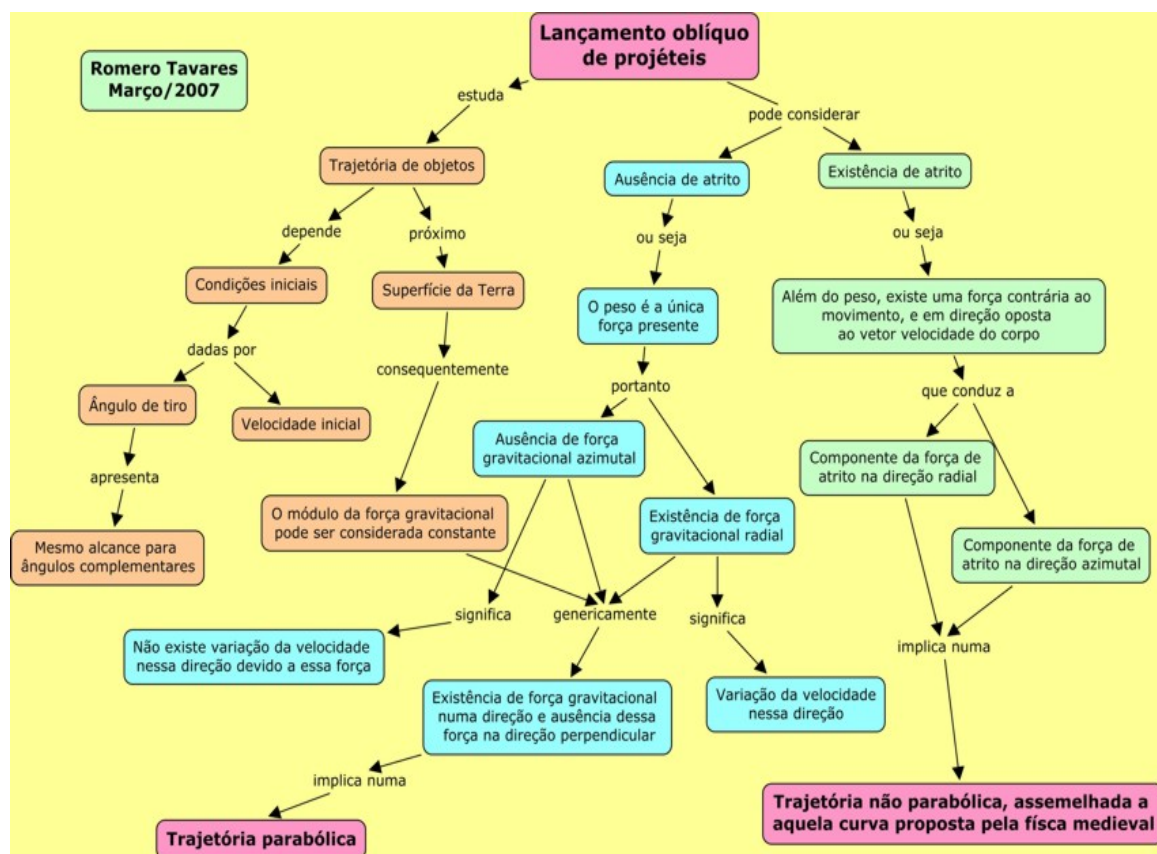 Lançamento oblíquo
de projéteis
Romero Tavares
Março/2007
estuda
pode considerar
Trajetória de objetos
Ausência de atrito
Existência de atrito
depende
próximo
ou seja
ou seja
Condições iniciais
Superfície da Terra
O peso é a única
força presente
Além do peso, existe uma força contrária ao
movimento, e em direção oposta
ao vetor velocidade do corpo
dadas por
consequentemente
portanto
que conduz a
Ângulo de tiro
Velocidade inicial
Ausência de força
gravitacional azimutal
Componente da força de
atrito na direção radial
apresenta
O módulo da força gravitacional
pode ser considerada constante
Existência de força
gravitacional radial
Mesmo alcance para
ângulos complementares
Componente da força de
atrito na direção azimutal
significa
genericamente
significa
implica numa
Não existe variação da velocidade
nessa direção devido a essa força
Existência de força gravitacional
numa direção e ausência dessa
força na direção perpendicular
Variação da velocidade
nessa direção
implica numa
Trajetória parabólica
Trajetória não parabólica, assemelhada a
aquela curva proposta pela físca medieval